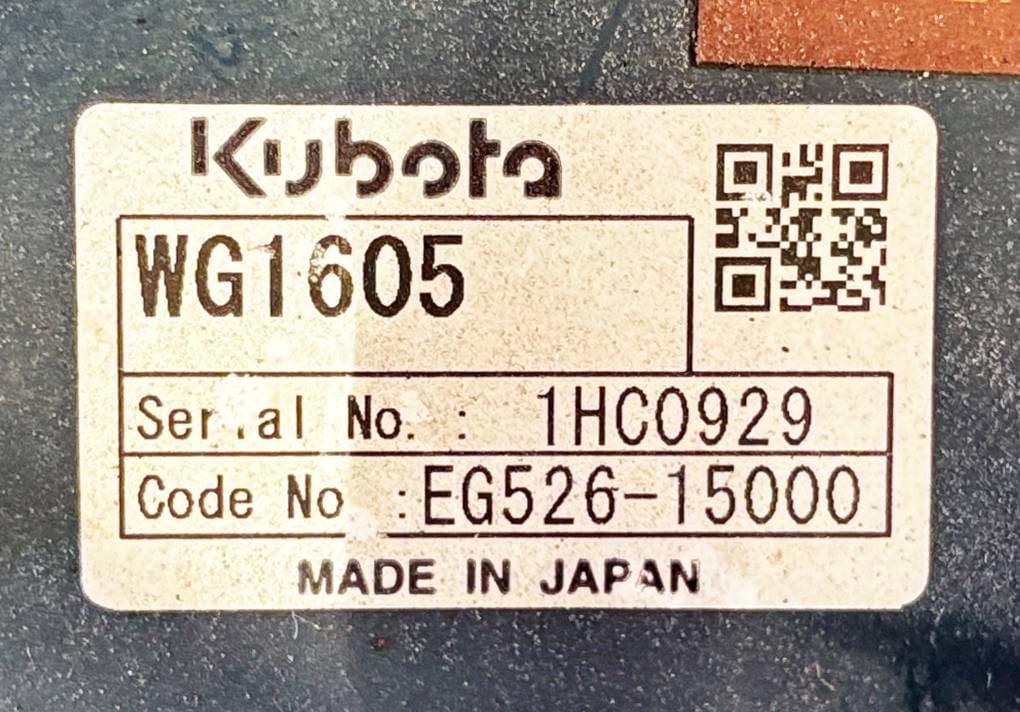 Kubota
WG1605
Serial No. : 1HC0929
Code No :EG526-15000
MADE IN JAPAN